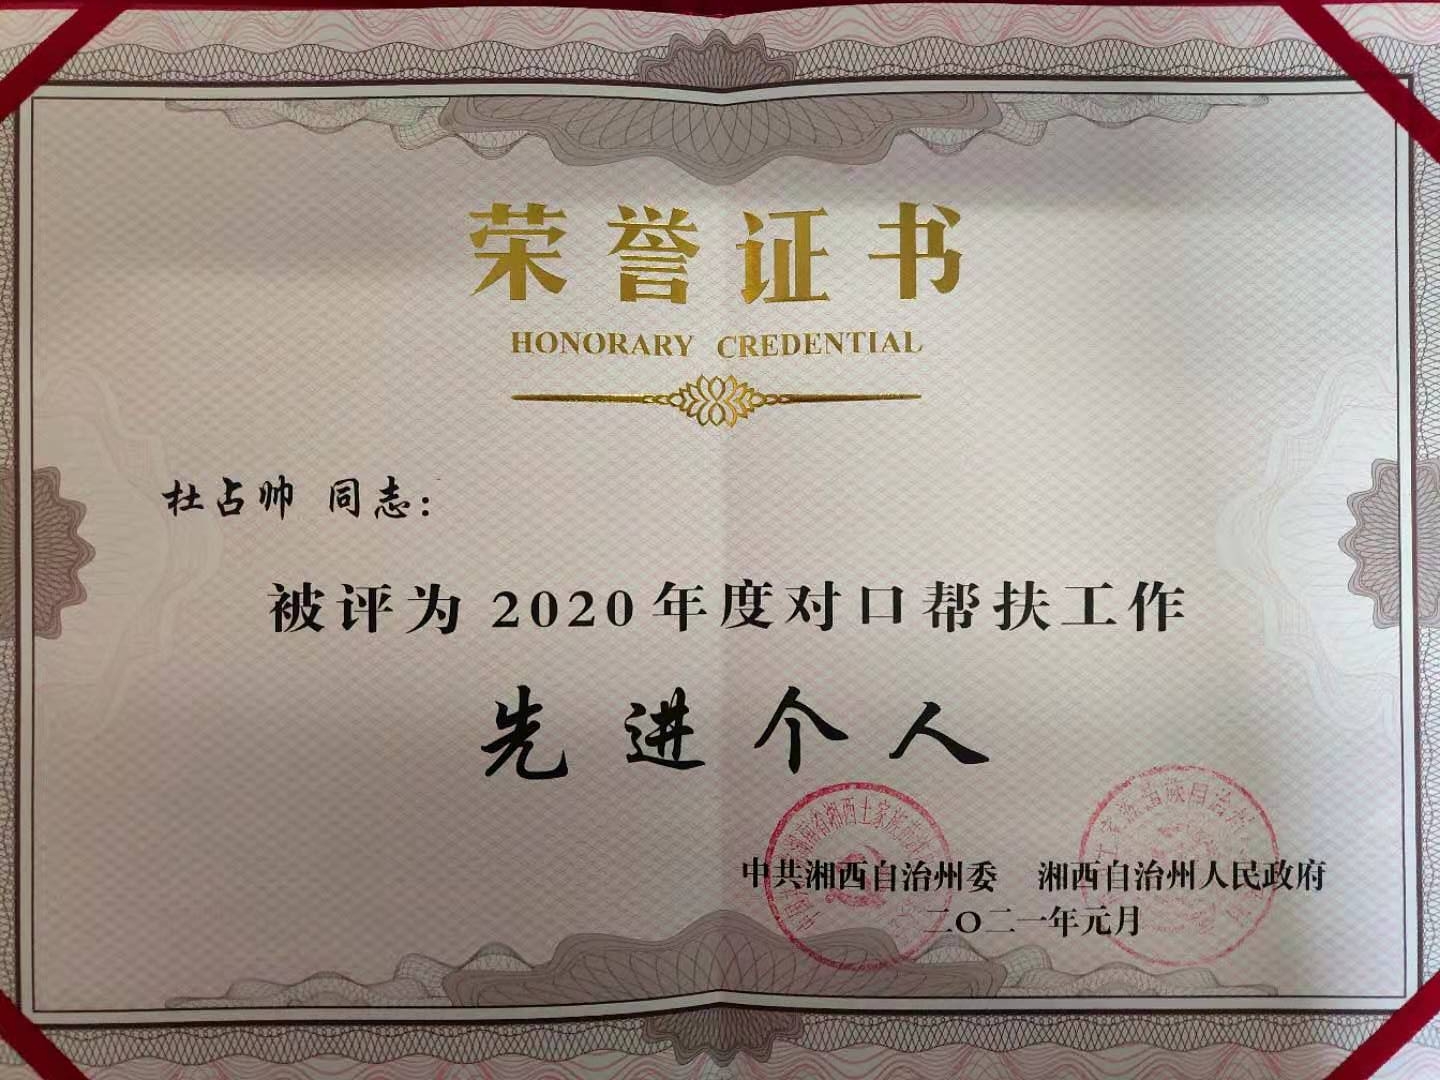 荣誉证书
HONORARY CREDENTIAL
杜占帅 同志：
被评为2020年度对口帮扶工作
先进个人
中共湘西自治州委 湘西自治州人民政府
二〇二一年元月